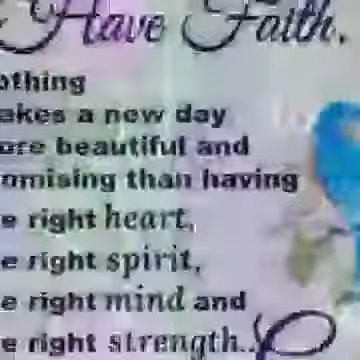 Have Faith.
othing
akes a new day
ore beautiful and
omising than having
e right heart,
e right spirit,
e right mind and
e right strength..